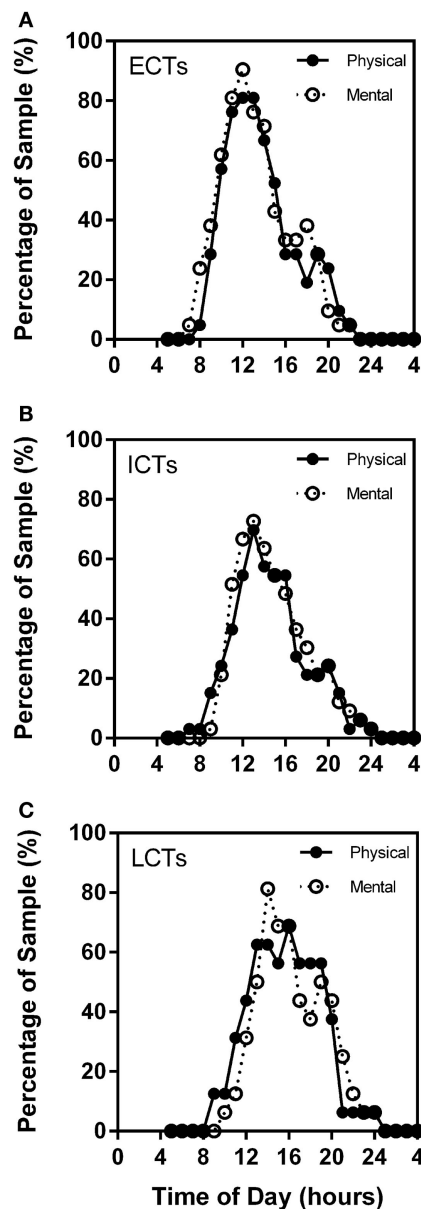 A
100
80
60
40
20
0
Percentage of Sample (%)
ECTs
Physical
Mental
0 4 8 12 16 20 24 4
B
100
80
60
40
20
0
Percentage of Sample (%)
ICTs
Physical
Mental
0 4 8 12 16 20 24 4
C
100
80
60
40
20
0
Percentage of Sample (%)
LCTs
Physical
Mental
0 4 8 12 16 20 24 4
Time of Day (hours)